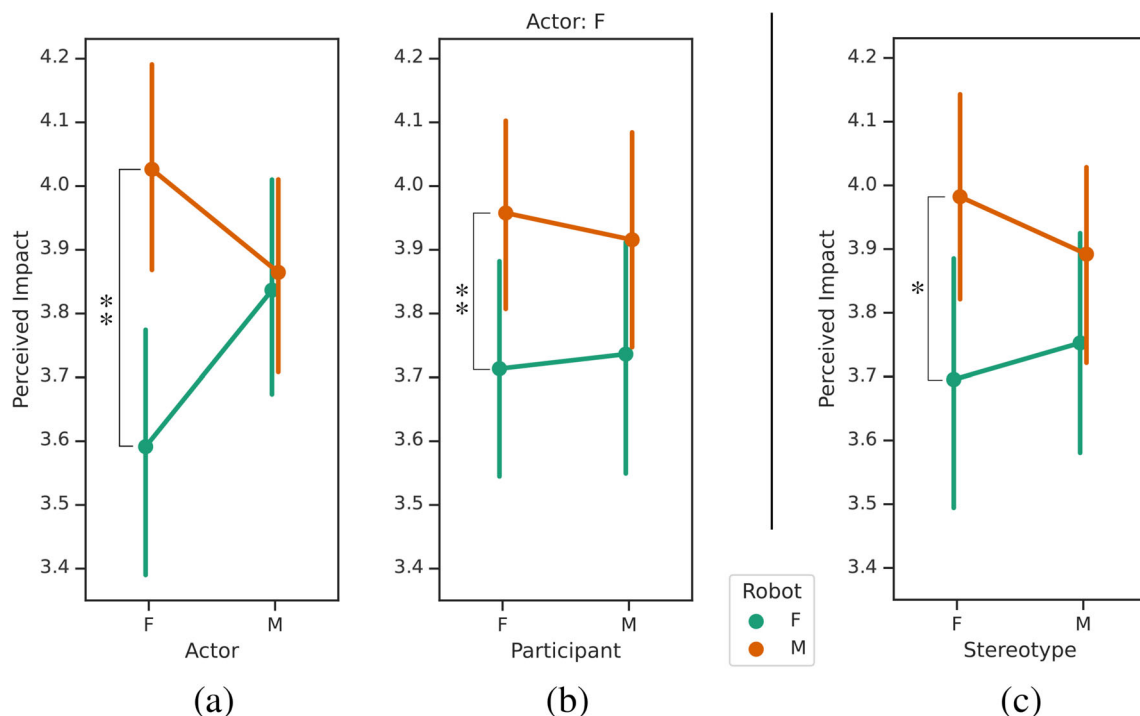 Actor: F
Perceived Impact
4.2
4.1
4.0
3.9
3.8
3.7
3.6
3.5
3.4
**
F M
Actor
(a)
4.2
4.1
4.0
3.9
3.8
3.7
3.6
3.5
3.4
**
F M
Participant
(b)
Robot
F
M
Perceived Impact
4.2
4.1
4.0
3.9
3.8
3.7
3.6
3.5
3.4
*
F M
Stereotype
(c)